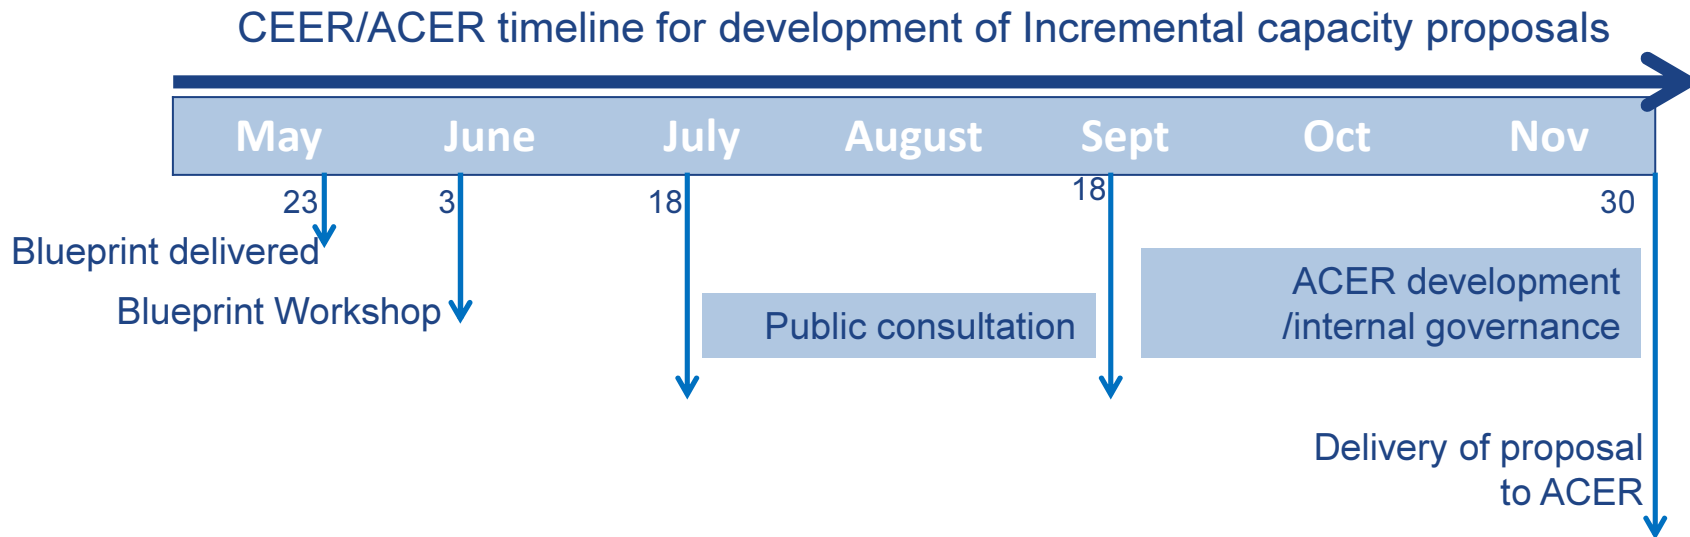 CEER/ACER timeline for development of Incremental capacity proposals
May June July August Sept Oct Nov
23 3 18 18 30
Blueprint delivered
Blueprint Workshop
Public consultation
ACER development
/internal governance
Delivery of proposal
to ACER